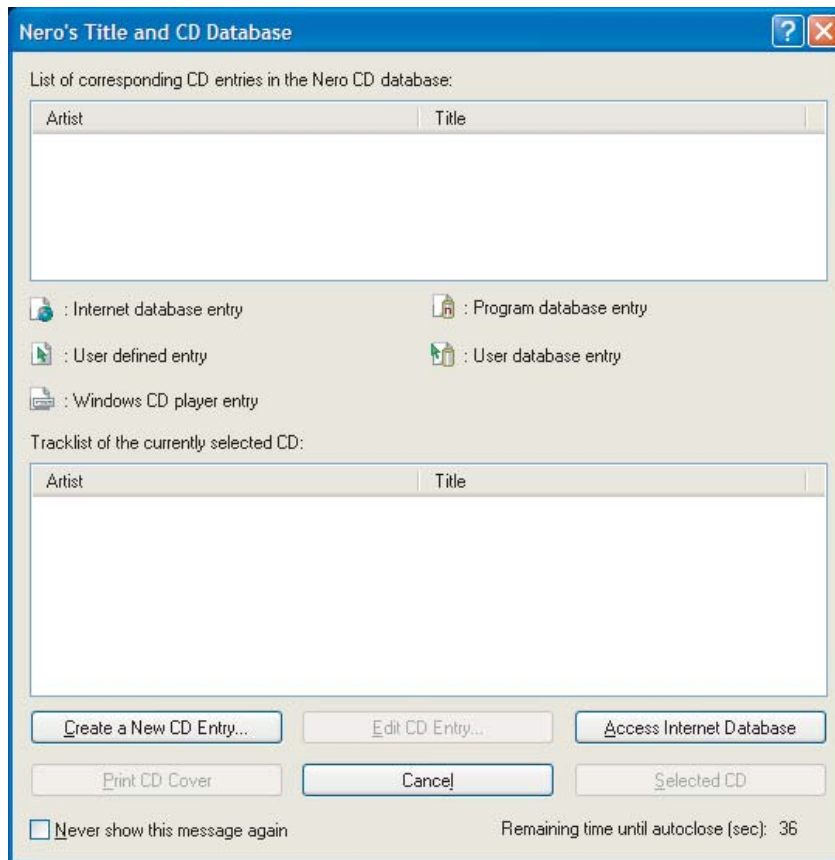 Nero's Title and CD Database
List of corresponding CD entries in the Nero CD database:
Artist Title
: Internet database entry : Program database entry
: User defined entry : User database entry
: Windows CD player entry
Tracklist of the currently selected CD:
Artist Title
Create a New CD Entry... Edit CD Entry... Access Internet Database
Print CD Cover Cancel Selected CD
Never show this message again Remaining time until autoclose (sec): 36